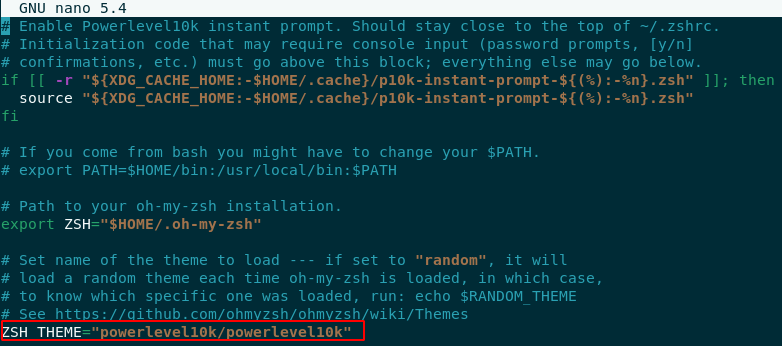 GNU nano 5.4
# Enable Powerlevel10k instant prompt. Should stay close to the top of ~/.zshrc.
# Initialization code that may require console input (password prompts, [y/n]
# confirmations, etc.) must go above this block; everything else may go below.
if [[ -r "${XDG_CACHE_HOME:-$HOME/.cache}/p10k-instant-prompt-${(%):-%n}.zsh" ]]; then
  source "${XDG_CACHE_HOME:-$HOME/.cache}/p10k-instant-prompt-${(%):-%n}.zsh"
fi
# If you come from bash you might have to change your $PATH.
# export PATH=$HOME/bin:/usr/local/bin:$PATH
# Path to your oh-my-zsh installation.
export ZSH="$HOME/.oh-my-zsh"
# Set name of the theme to load --- if set to "random", it will
# load a random theme each time oh-my-zsh is loaded, in which case,
# to know which specific one was loaded, run: echo $RANDOM_THEME
# See https://github.com/ohmyzsh/ohmyzsh/wiki/Themes
ZSH_THEME="powerlevel10k/powerlevel10k"